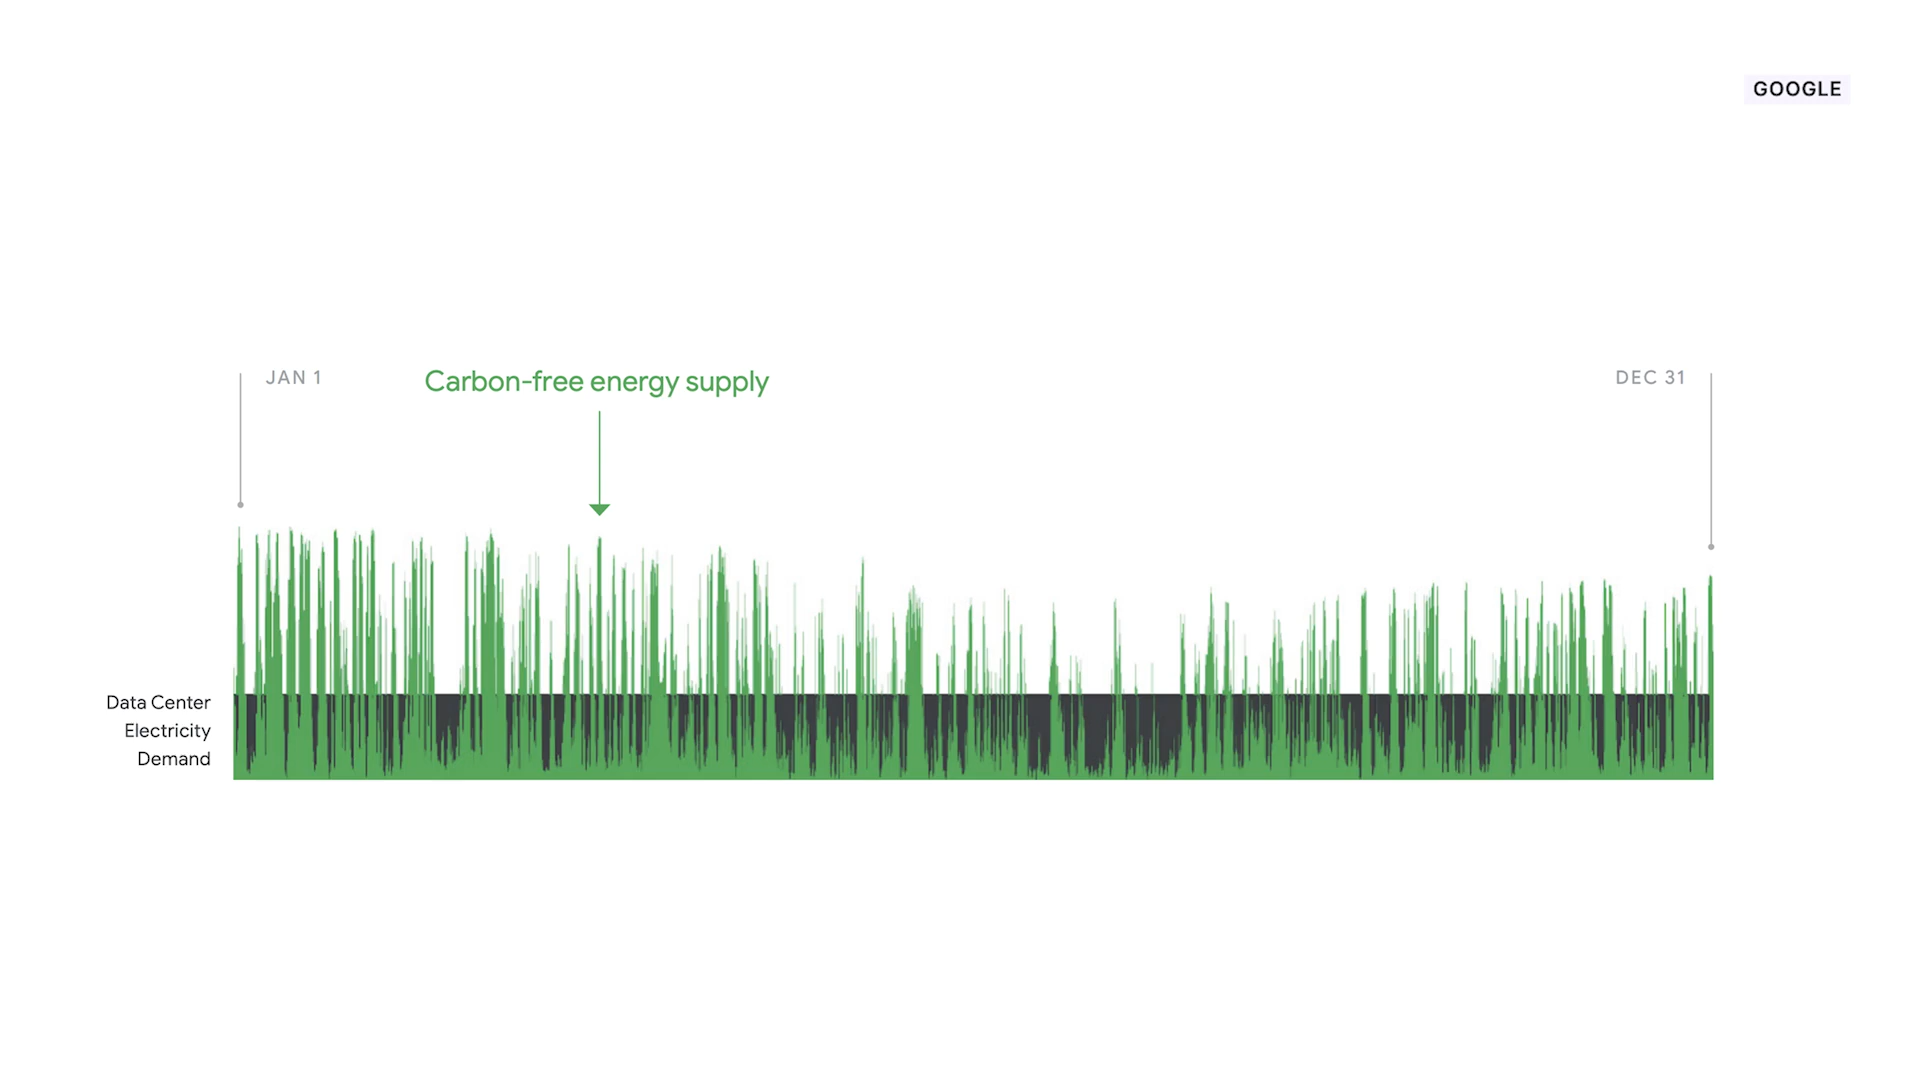 GOOGLE
JAN 1
Carbon-free energy supply
DEC 31
Data Center
Electricity
Demand